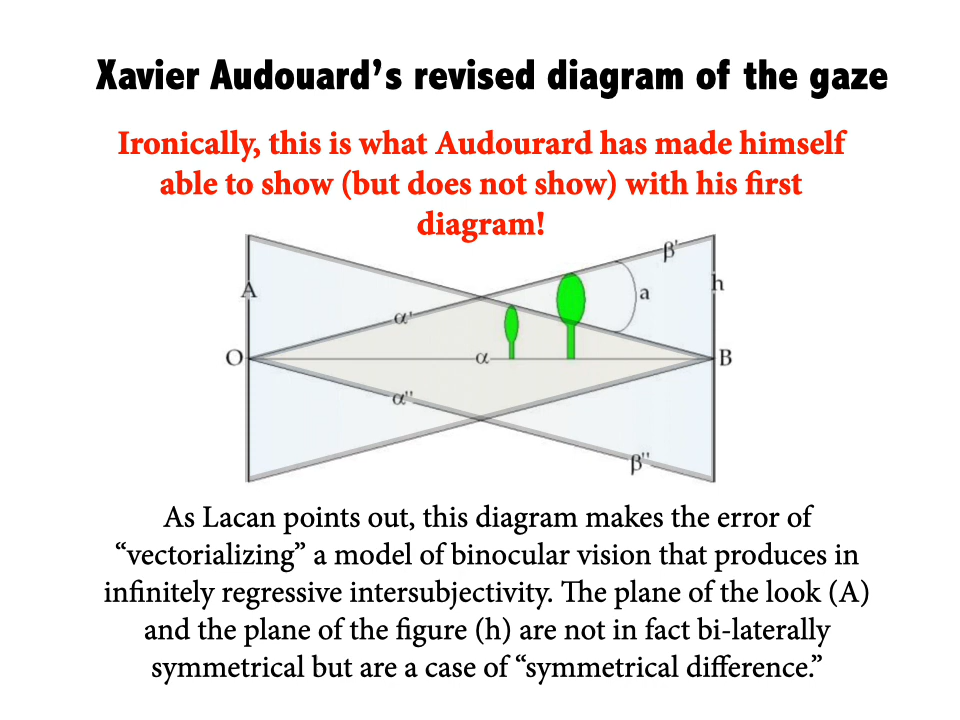 Xavier Audouard’s revised diagram of the gaze
Ironically, this is what Audourard has made himself
able to show (but does not show) with his first
diagram!
β'
A
a
h
α'
O
α
B
α''
β''
As Lacan points out, this diagram makes the error of
“vectorializing” a model of binocular vision that produces in
infinitely regressive intersubjectivity. The plane of the look (A)
and the plane of the figure (h) are not in fact bi-laterally
symmetrical but are a case of “symmetrical difference.”